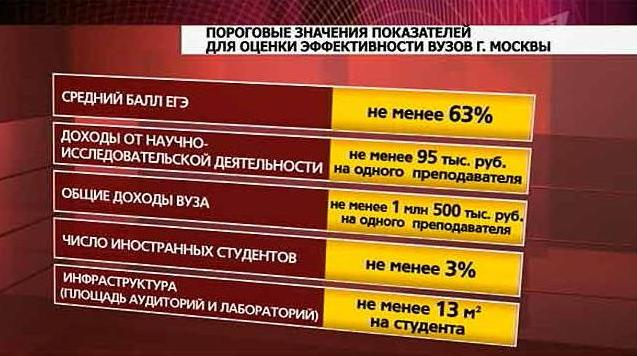 ПОРОГОВЫЕ ЗНАЧЕНИЯ ПОКАЗАТЕЛЕЙ
ДЛЯ ОЦЕНКИ ЭФФЕКТИВНОСТИ ВУЗОВ Г. МОСКВЫ
СРЕДНИЙ БАЛЛ ЕГЭ
не менее 63%
ДОХОДЫ ОТ НАУЧНО-
ИССЛЕДОВАТЕЛЬСКОЙ ДЕЯТЕЛЬНОСТИ
не менее 95 тыс. руб.
на одного преподавателя
ОБЩИЕ ДОХОДЫ ВУЗА
не менее 1 млн 500 тыс. руб.
на одного преподавателя
ЧИСЛО ИНОСТРАННЫХ СТУДЕНТОВ
не менее 3%
ИНФРАСТРУКТУРА
(ПЛОЩАДЬ АУДИТОРИЙ И ЛАБОРАТОРИЙ)
не менее 13 м²
на студента